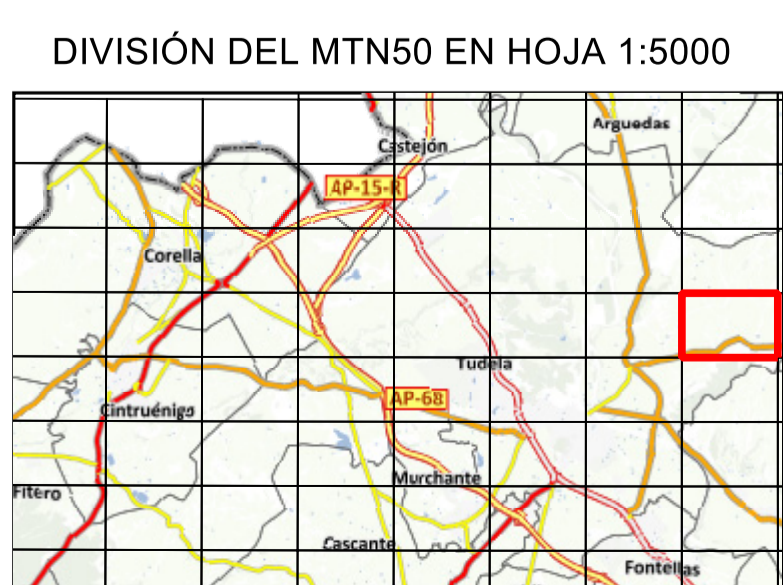 DIVISIÓN DEL MTN50 EN HOJA 1:5000
Arguedas
Castejón
AP-15-R
Corella
Tudela
AP-68
Cintruénigo
Murchante
Fitero
Cascante
Fontellas